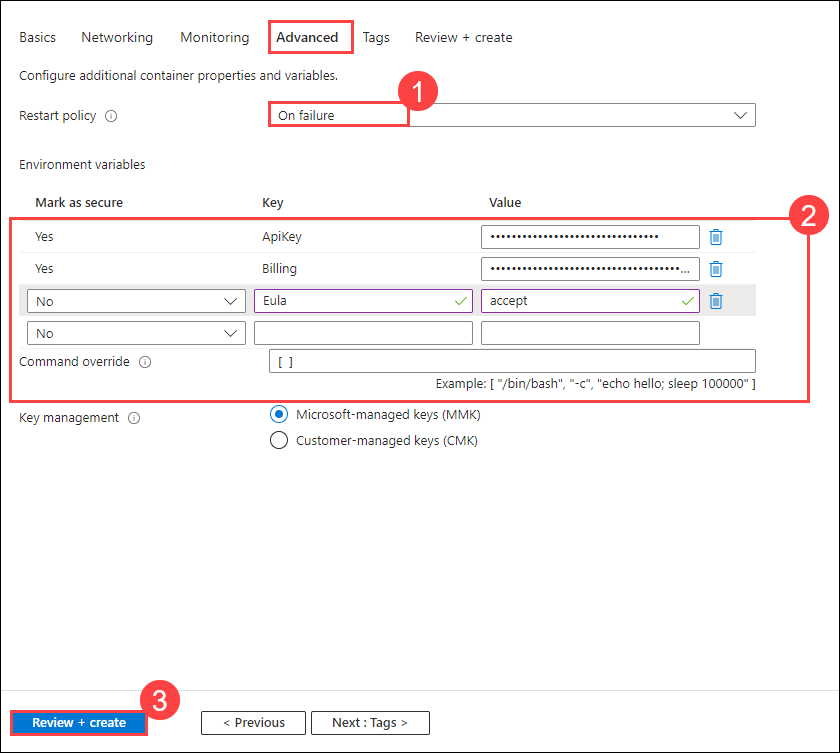 Basics Networking Monitoring Advanced Tags Review + create
Configure additional container properties and variables.
1
Restart policy On failure
Environment variables
Mark as secure Key Value
2
Yes ApiKey ••••••••••••••••••••••••••••••••
Yes Billing ••••••••••••••••••••••••••••••••••••...
No Eula accept
No
Command override [ ]
Example: [ "/bin/bash", "-c", "echo hello; sleep 100000" ]
Key management Microsoft-managed keys (MMK)
Customer-managed keys (CMK)
3
Review + create < Previous Next : Tags >